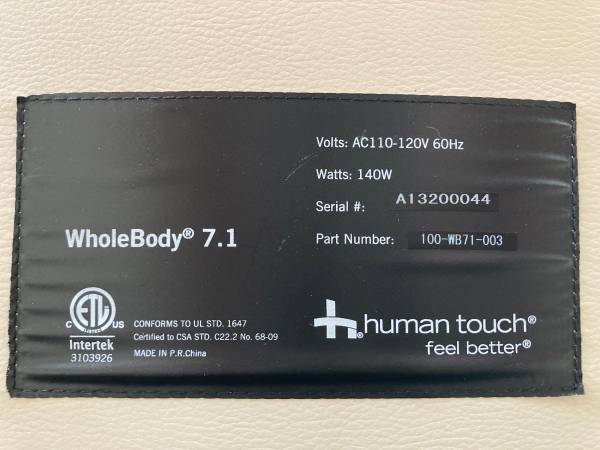 Volts: AC110-120V 60Hz
Watts: 140W
Serial #: A13200044
WholeBody® 7.1
Part Number: 100-WB71-003
C ETL US
LISTED
Intertek
3103926
CONFORMS TO UL STD. 1647
Certified to CSA STD. C22.2 No. 68-09
MADE IN P.R.China
human touch®
feel better®